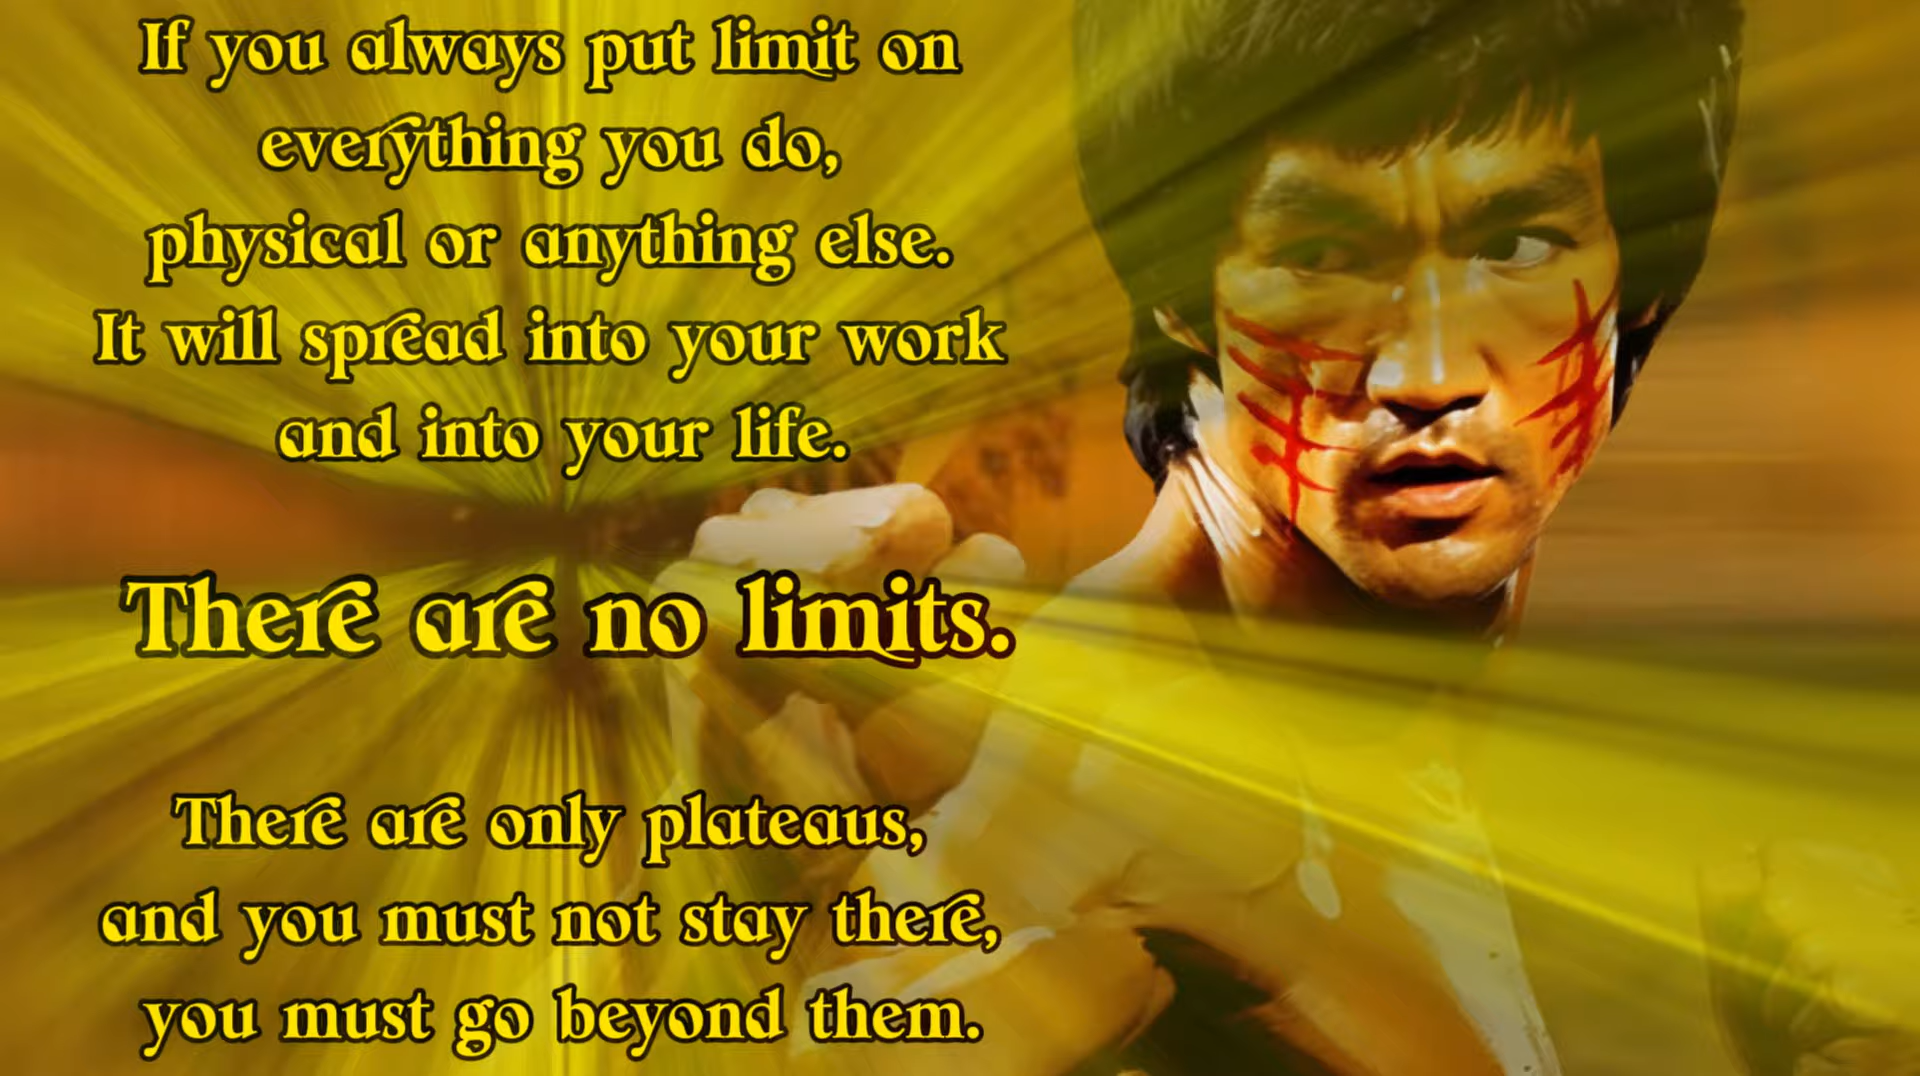 If you always put limit on
everything you do,
physical or anything else.
It will spread into your work
and into your life.
There are no limits.
There are only plateaus,
and you must not stay there,
you must go beyond them.